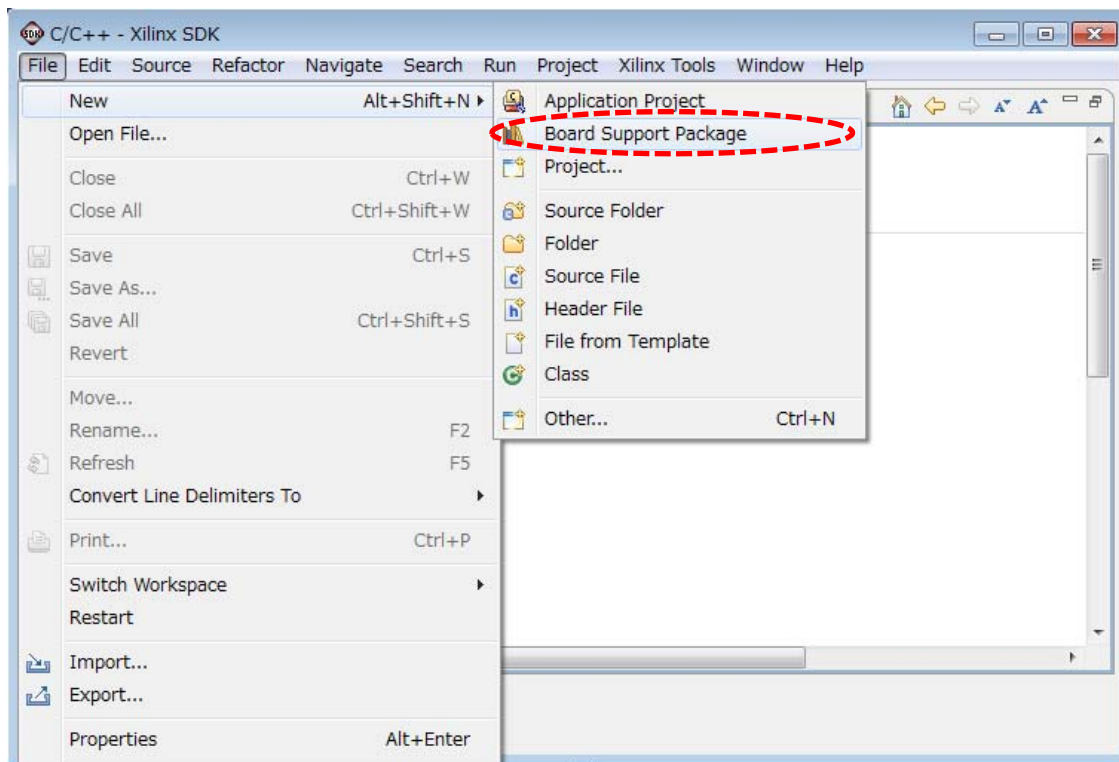 C/C++ - Xilinx SDK
File Edit Source Refactor Navigate Search Run Project Xilinx Tools Window Help
New Alt+Shift+N
Open File...
Close Ctrl+W
Close All Ctrl+Shift+W
Save Ctrl+S
Save As...
Save All Ctrl+Shift+S
Revert
Move...
Rename... F2
Refresh F5
Convert Line Delimiters To
Print... Ctrl+P
Switch Workspace
Restart
Import...
Export...
Properties Alt+Enter
Application Project
Board Support Package
Project...
Source Folder
Folder
Source File
Header File
File from Template
Class
Other... Ctrl+N